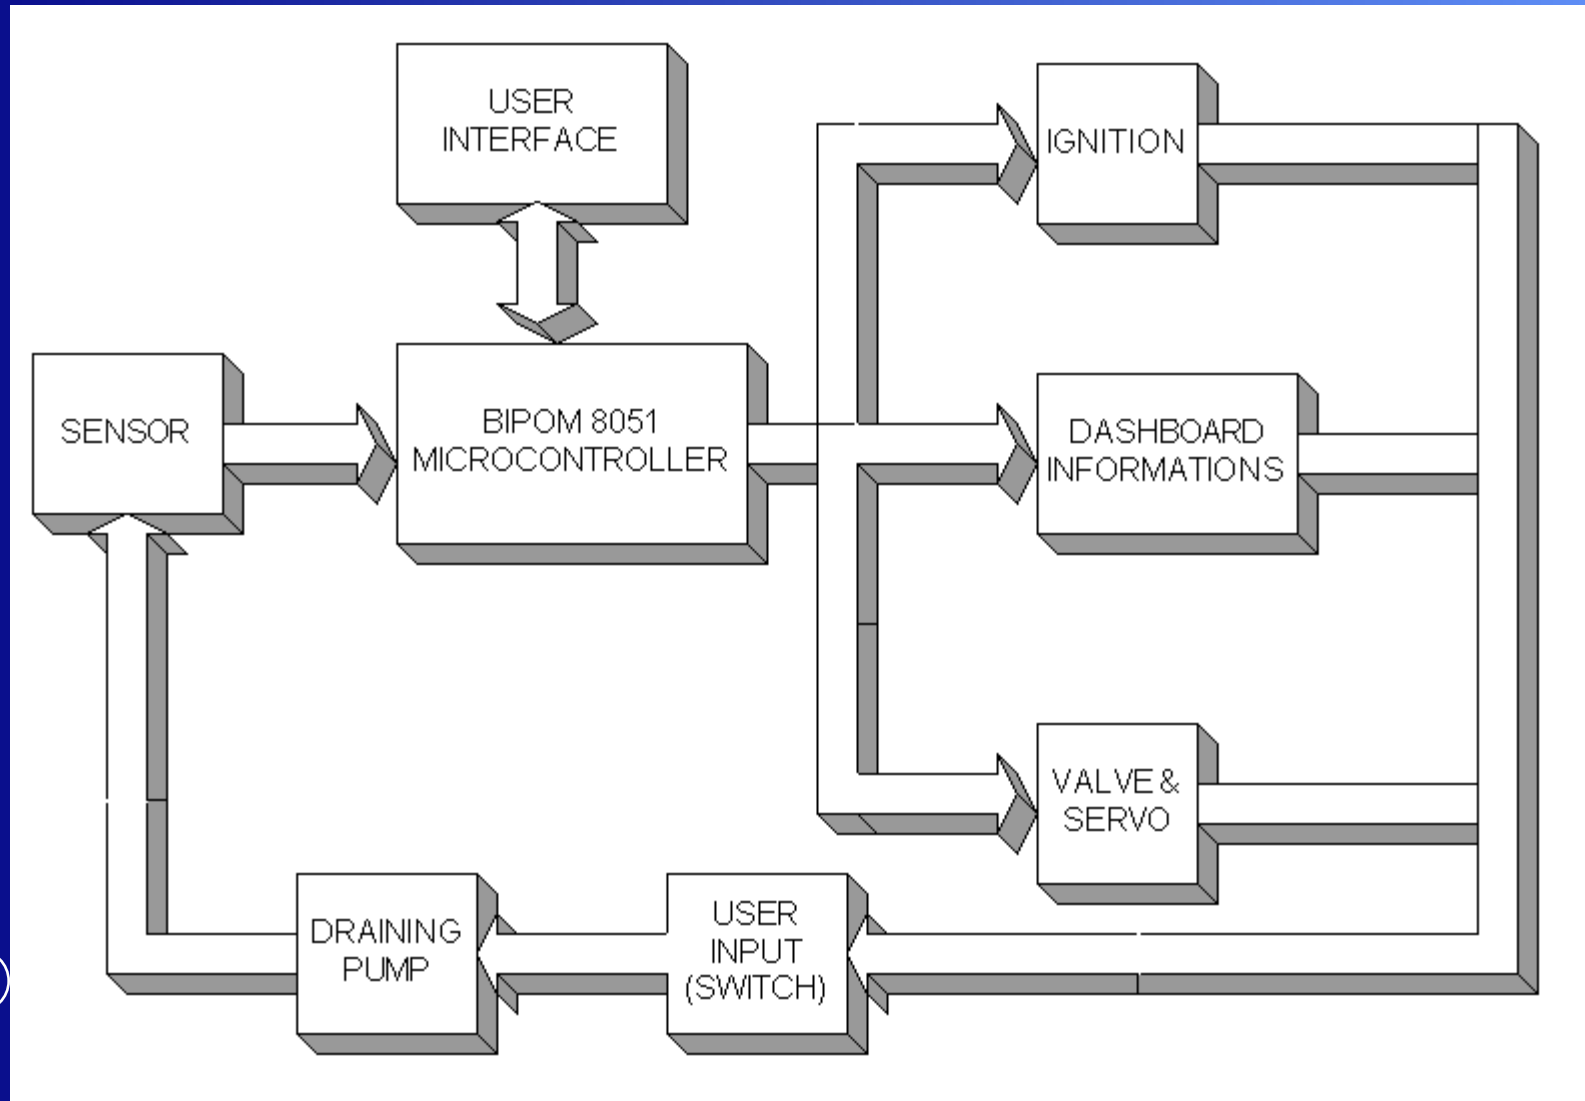 USER
INTERFACE
IGNITION
SENSOR
BIPOM 8051
MICROCONTROLLER
DASHBOARD
INFORMATIONS
VALVE &
SERVO
DRAINING
PUMP
USER
INPUT
(SWITCH)